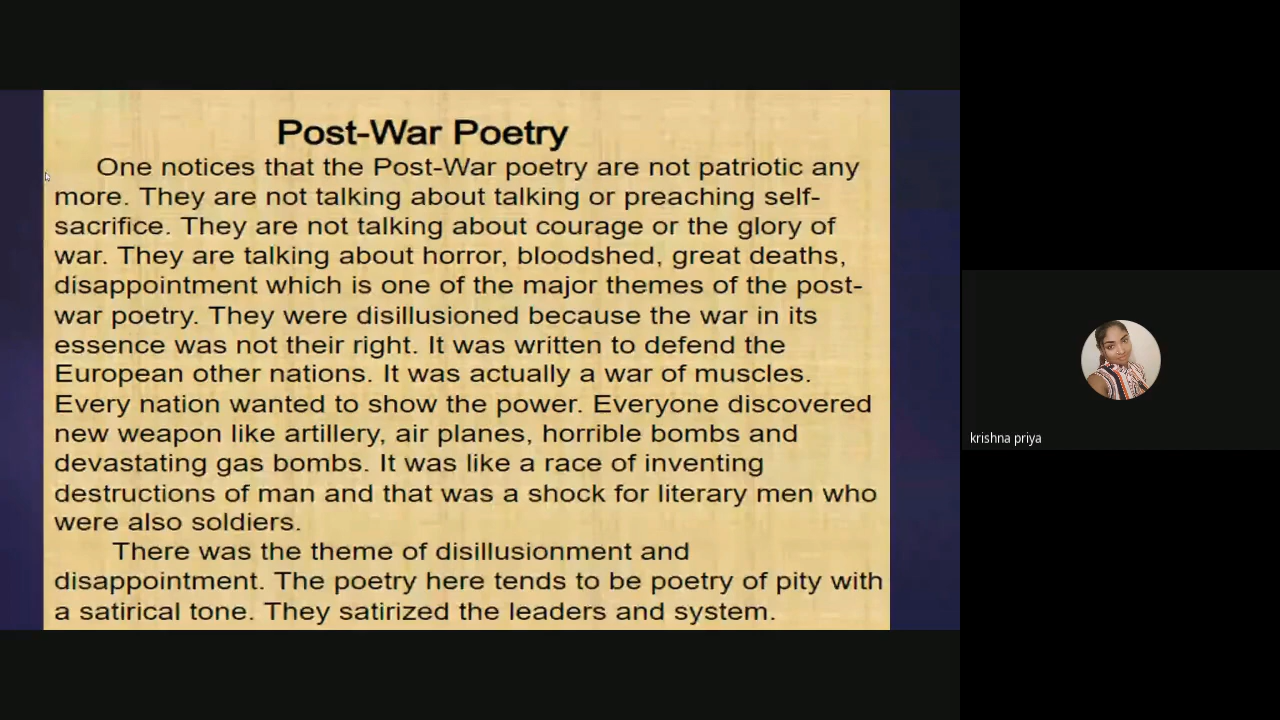 Post-War Poetry
One notices that the Post-War poetry are not patriotic any
more. They are not talking about talking or preaching self-
sacrifice. They are not talking about courage or the glory of
war. They are talking about horror, bloodshed, great deaths,
disappointment which is one of the major themes of the post-
war poetry. They were disillusioned because the war in its
essence was not their right. It was written to defend the
European other nations. It was actually a war of muscles.
Every nation wanted to show the power. Everyone discovered
new weapon like artillery, air planes, horrible bombs and
devastating gas bombs. It was like a race of inventing
destructions of man and that was a shock for literary men who
were also soldiers.
There was the theme of disillusionment and
disappointment. The poetry here tends to be poetry of pity with
a satirical tone. They satirized the leaders and system.
krishna priya